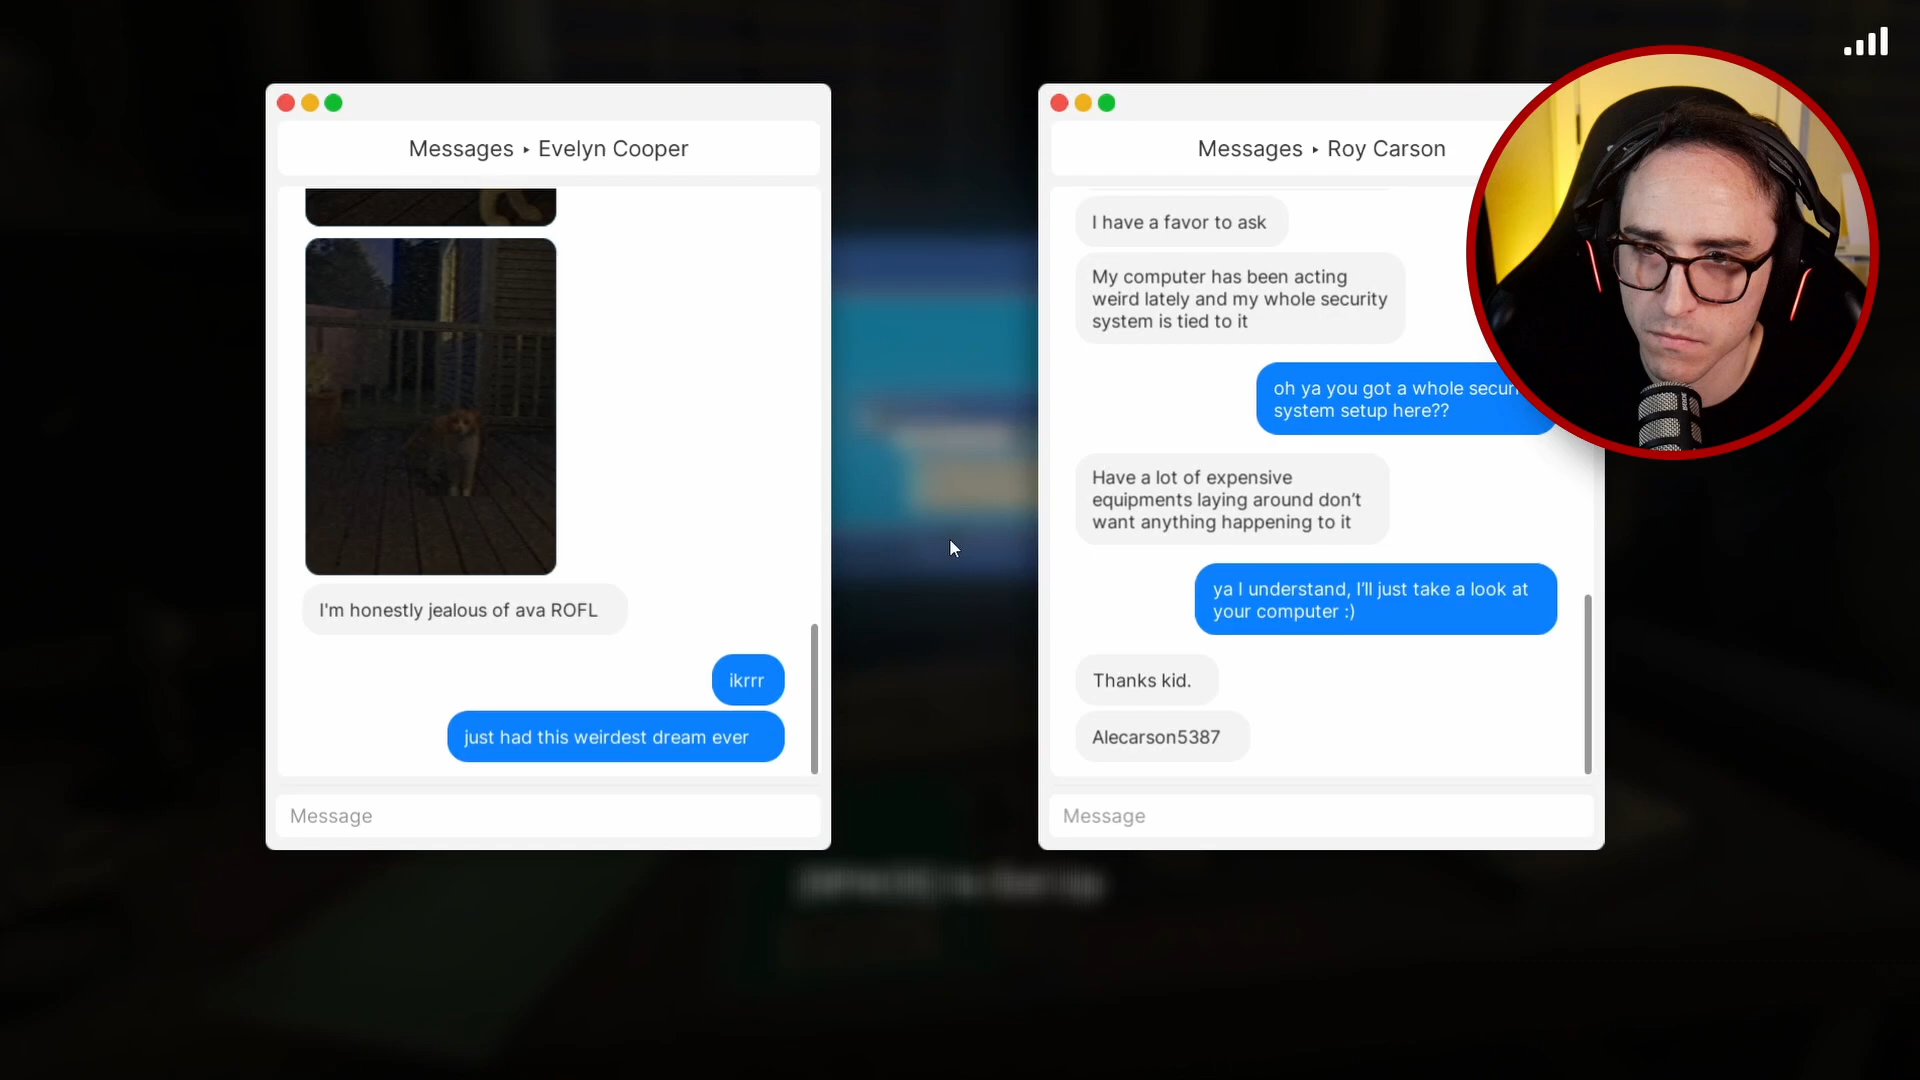 Messages ▸ Evelyn Cooper
I'm honestly jealous of ava ROFL
ikrrr
just had this weirdest dream ever
Message
Messages ▸ Roy Carson
I have a favor to ask
My computer has been acting
weird lately and my whole security
system is tied to it
oh ya you got a whole
system setup here??
Have a lot of expensive
equipments laying around don’t
want anything happening to it
ya I understand, I’ll just take a look at
your computer :)
Thanks kid.
Alecarson5387
Message